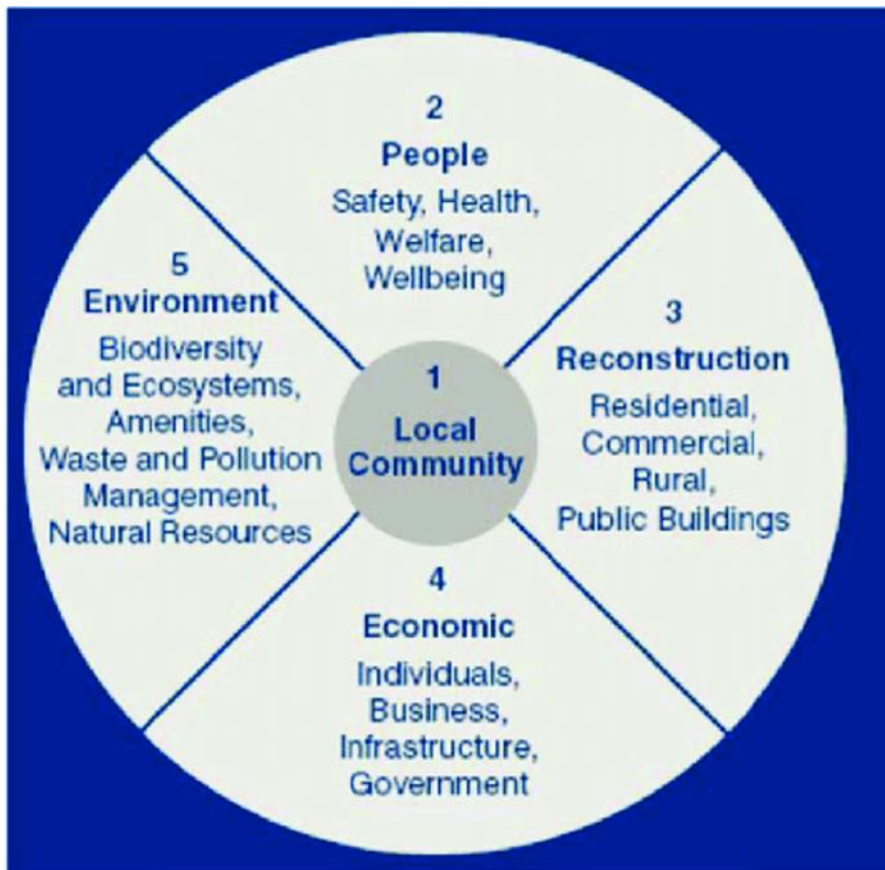 2
People
Safety, Health,
Welfare,
Wellbeing
5
Environment
Biodiversity
and Ecosystems,
Amenities,
Waste and Pollution
Management,
Natural Resources
1
Local
Community
3
Reconstruction
Residential,
Commercial,
Rural,
Public Buildings
4
Economic
Individuals,
Business,
Infrastructure,
Government